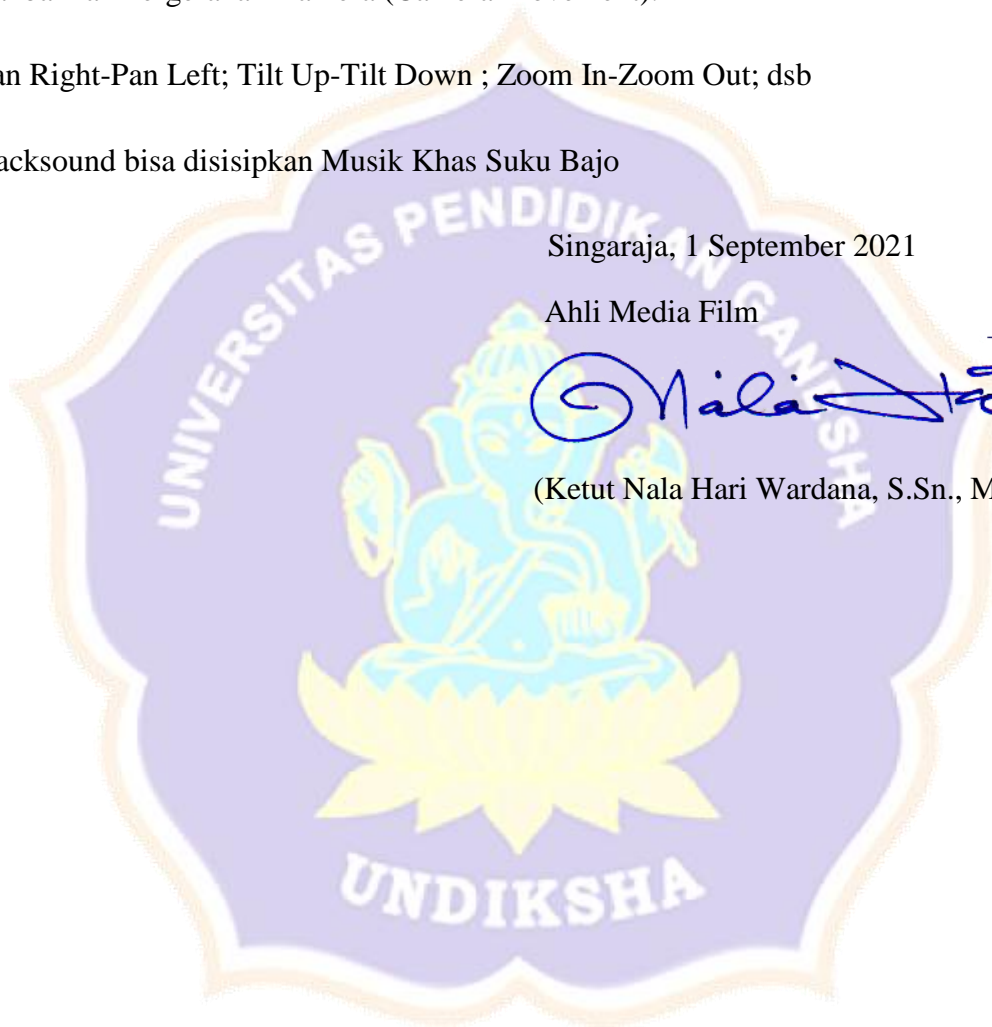 an Right-Pan Left; Tilt Up-Tilt Down ; Zoom In-Zoom Out; dsb
acksound bisa disisipkan Musik Khas Suku Bajo
UNIVERSITAS PENDIDIKAN GANESHA
Singaraja, 1 September 2021
Ahli Media Film
(Ketut Nala Hari Wardana, S.Sn., M
UNDIKSHA